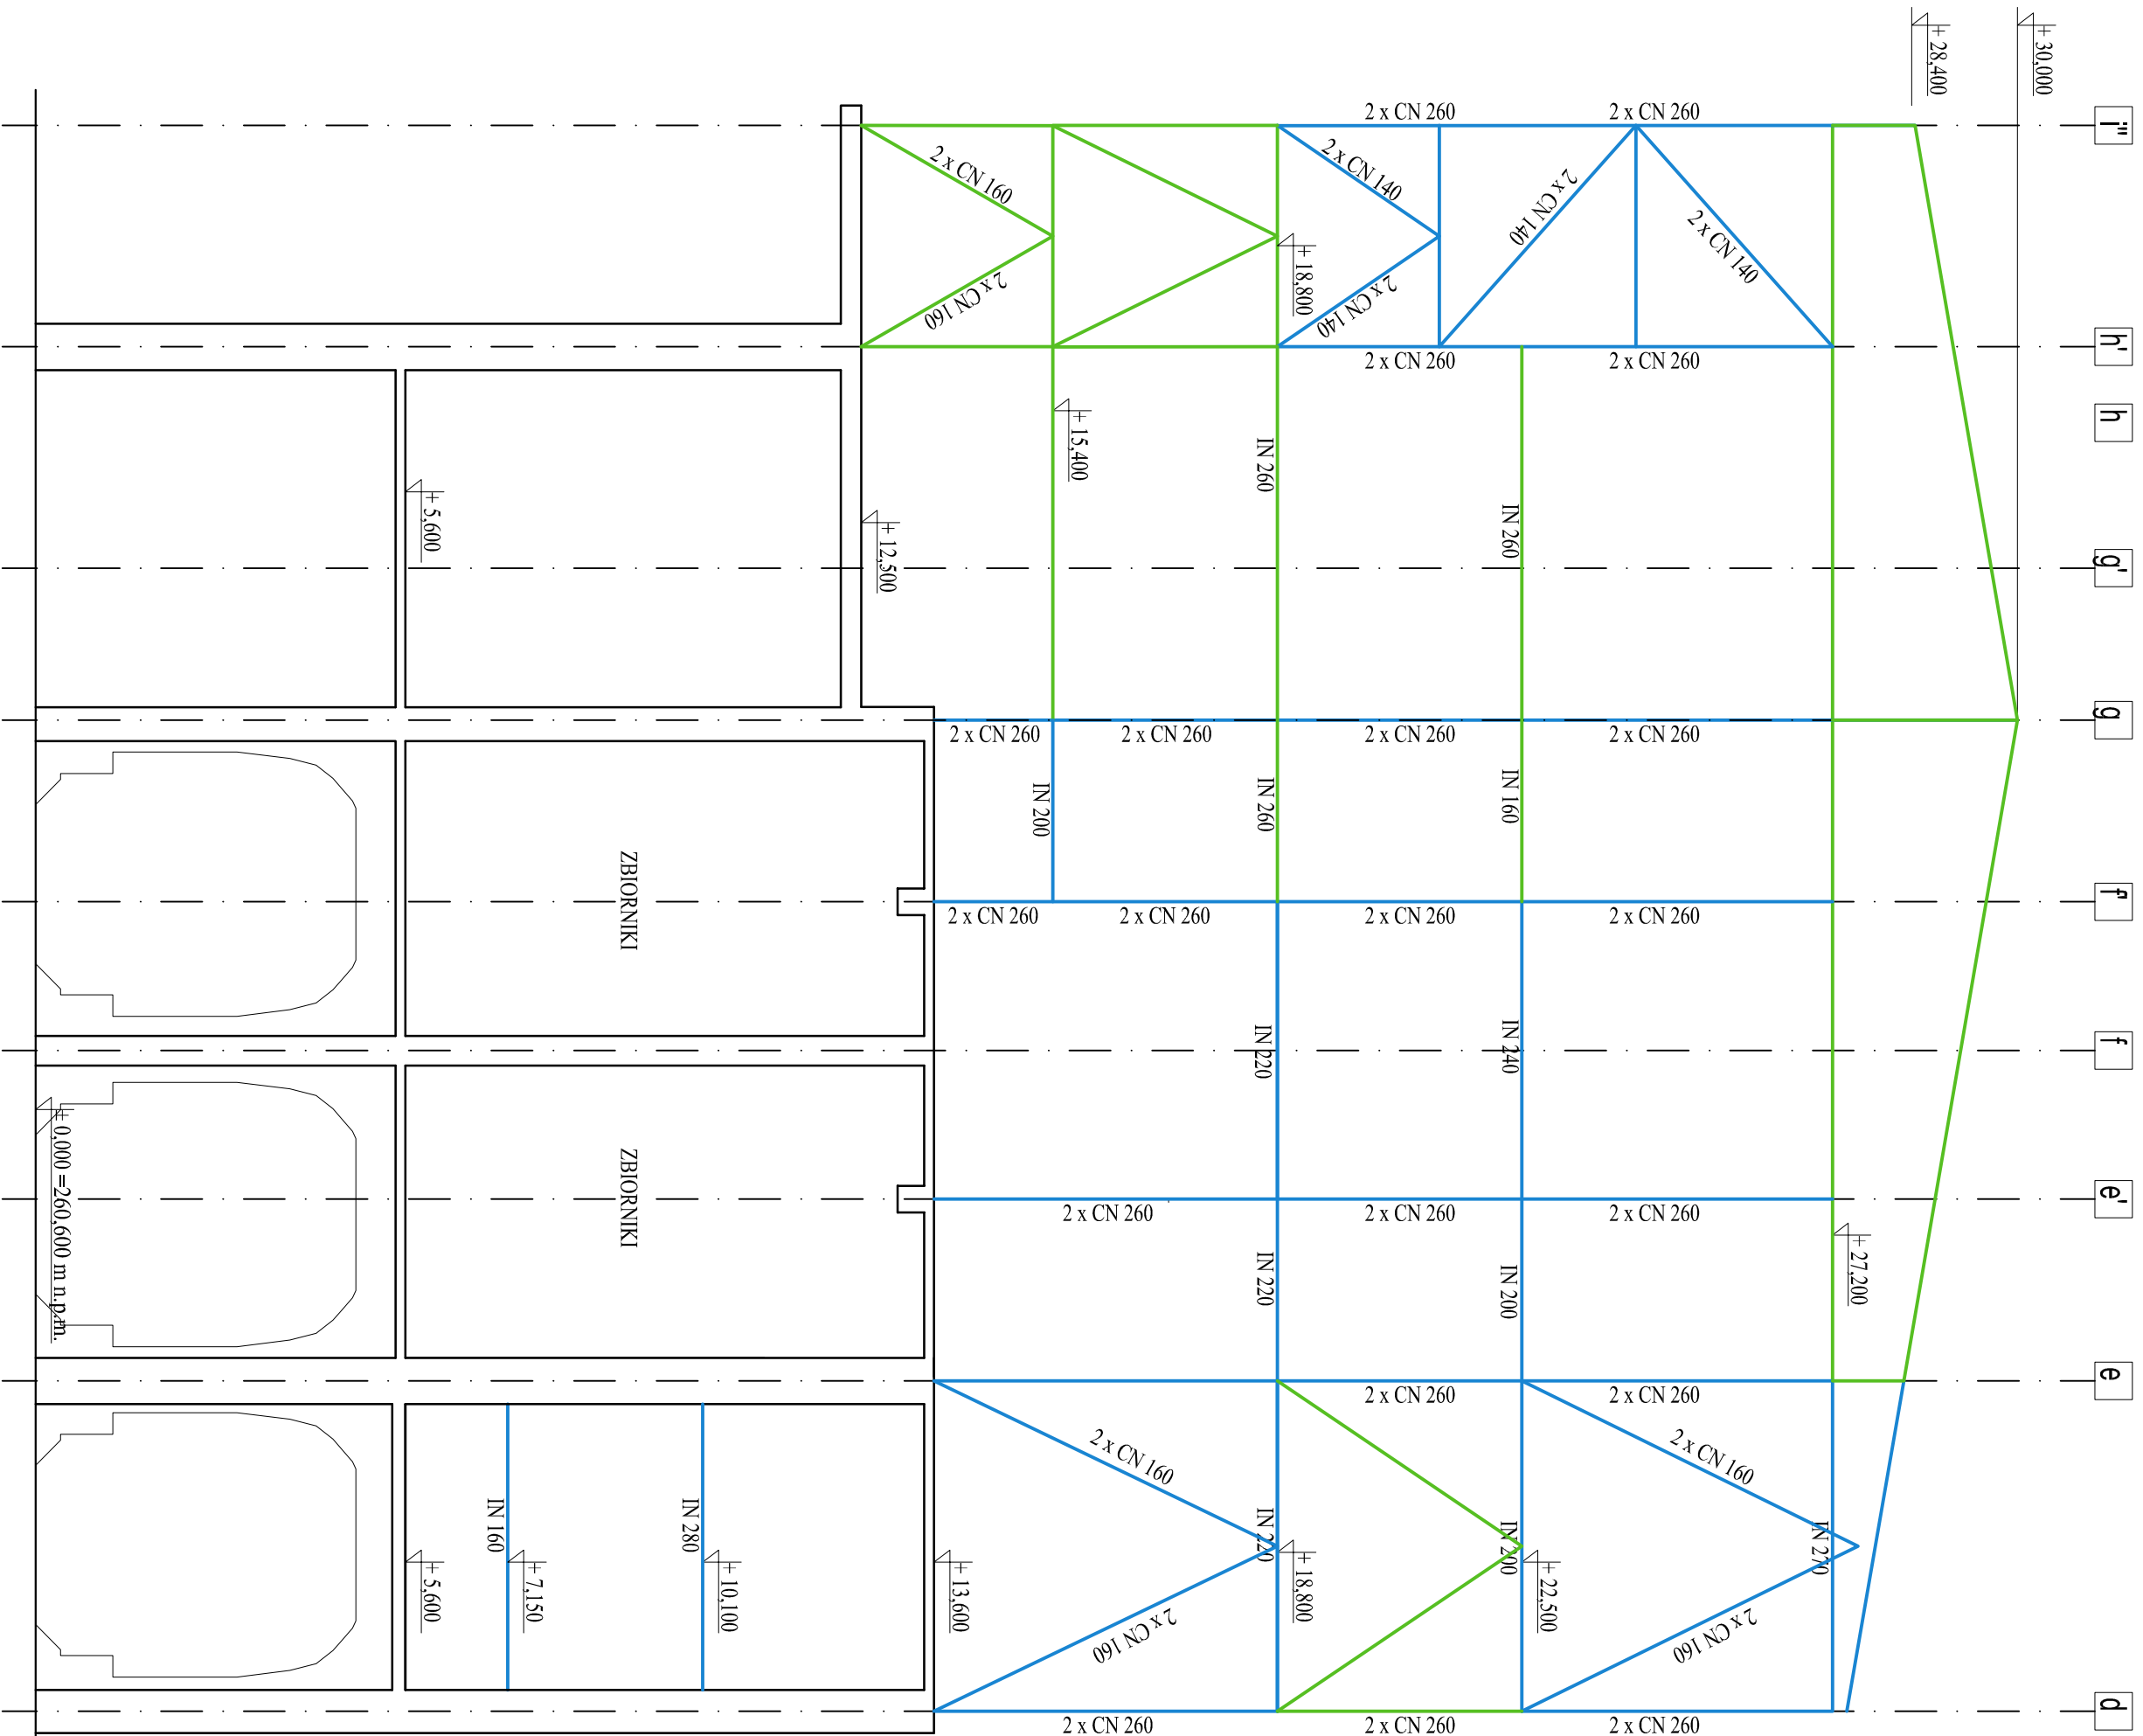 + 28,400
+ 30,000
i"
2 x CN 260
2 x CN 260
2 x CN 160
2 x CN 140
2 x CN 140
2 x CN 140
+ 18,800
2 x CN 160
2 x CN 140
h'
2 x CN 260
2 x CN 260
h
+ 15,400
IN 260
+ 5,600
+ 12,500
IN 260
g'
g
2 x CN 260
2 x CN 260
2 x CN 260
2 x CN 260
IN 200
IN 260
IN 160
ZBIORNIKI
f'
2 x CN 260
2 x CN 260
2 x CN 260
2 x CN 260
f
IN 220
IN 240
+ 0,000 =260,600 m n.p.m.
ZBIORNIKI
e'
2 x CN 260
2 x CN 260
2 x CN 260
IN 220
IN 200
+ 27,200
e
2 x CN 260
2 x CN 260
2 x CN 160
2 x CN 160
IN 160
IN 280
IN 220
IN 200
IN 270
+ 5,600
+ 7,150
+ 10,100
+ 13,600
+ 18,800
+ 22,500
2 x CN 160
2 x CN 160
d
2 x CN 260
2 x CN 260
2 x CN 260